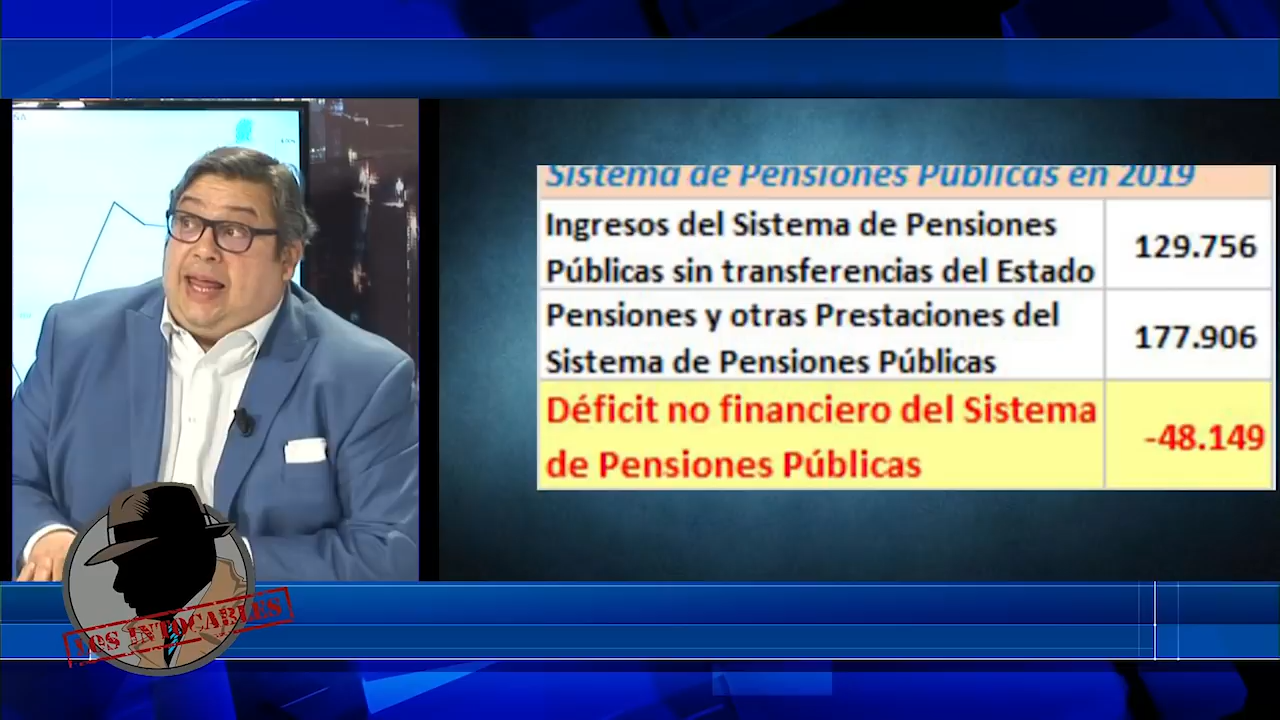 Sistema de Pensiones Públicas en 2019
Ingresos del Sistema de Pensiones
Públicas sin transferencias del Estado
129.756
Pensiones y otras Prestaciones del
Sistema de Pensiones Públicas
177.906
Déficit no financiero del Sistema
de Pensiones Públicas
-48.149
LOS INTOCABLES